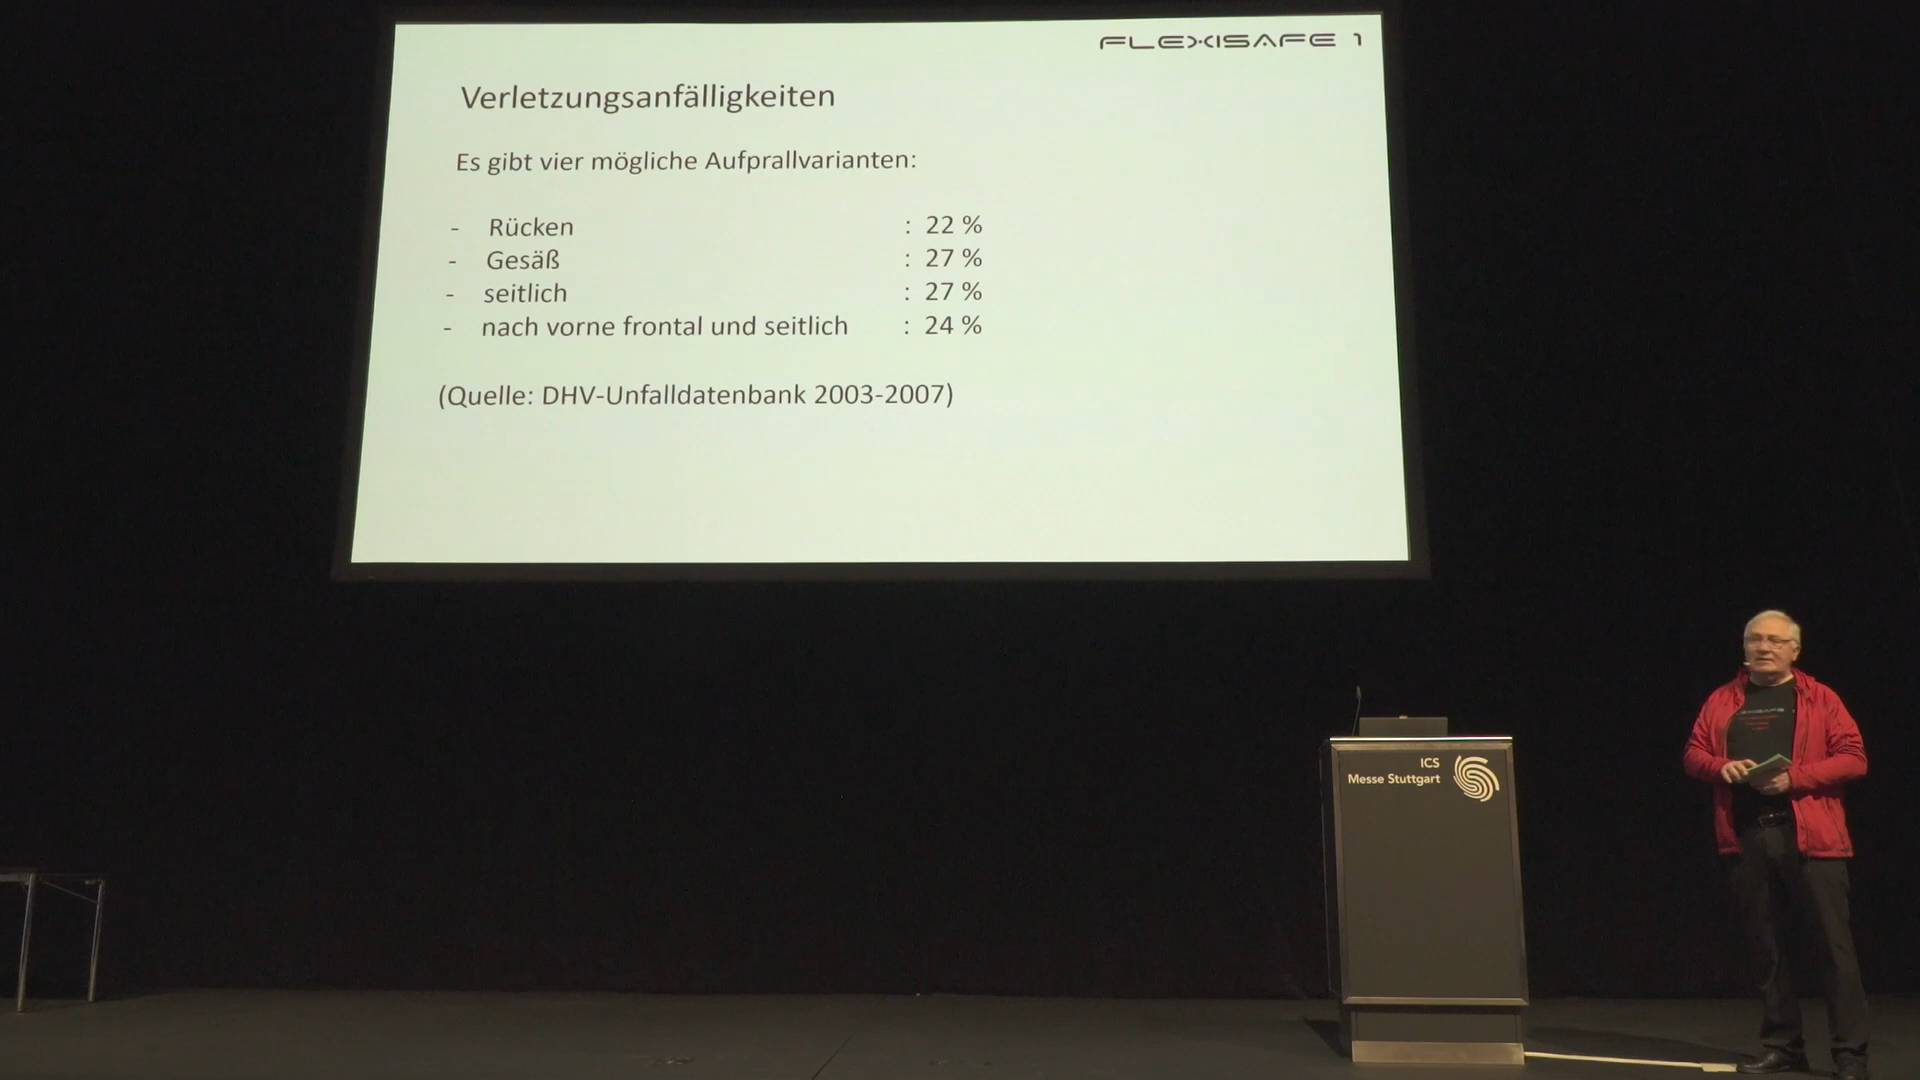 FLEXISAFE 1
Verletzungsanfälligkeiten
Es gibt vier mögliche Aufprallvarianten:
- Rücken : 22 %
- Gesäß : 27 %
- seitlich : 27 %
- nach vorne frontal und seitlich : 24 %
(Quelle: DHV-Unfalldatenbank 2003-2007)
ICS
Messe Stuttgart